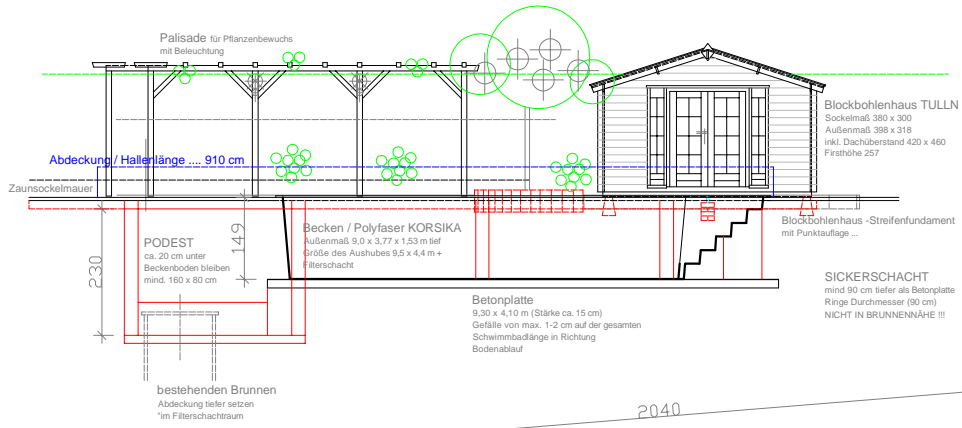 Palisade für Pflanzenbewuchs
mit Beleuchtung
Blockbohlenhaus TULLN
Sockelmaß 380 x 300
Außenmaß 398 x 318
inkl. Dachüberstand 420 x 460
Firsthöhe 257
Abdeckung / Hallenlänge .... 910 cm
Zaunsockelmauer
Blockbohlenhaus -Streifenfundament
mit Punktauflage ...
PODEST
ca. 20 cm unter
Beckenboden bleiben
mind. 160 x 80 cm
230
149
Becken / Polyfaser KORSIKA
Außenmaß 9,0 x 3,77 x 1,53 m tief
Größe des Aushubes 9,5 x 4,4 m +
Filterschacht
SICKERSCHACHT
mind 90 cm tiefer als Betonplatte
Ringe Durchmesser (90 cm)
NICHT IN BRUNNENNÄHE !!!
Betonplatte
9,30 x 4,10 m (Stärke ca. 15 cm)
Gefälle von max. 1-2 cm auf der gesamten
Schwimmbadlänge in Richtung
Bodenablauf
bestehenden Brunnen
Abdeckung tiefer setzen
"im Filterschachtraum
2040